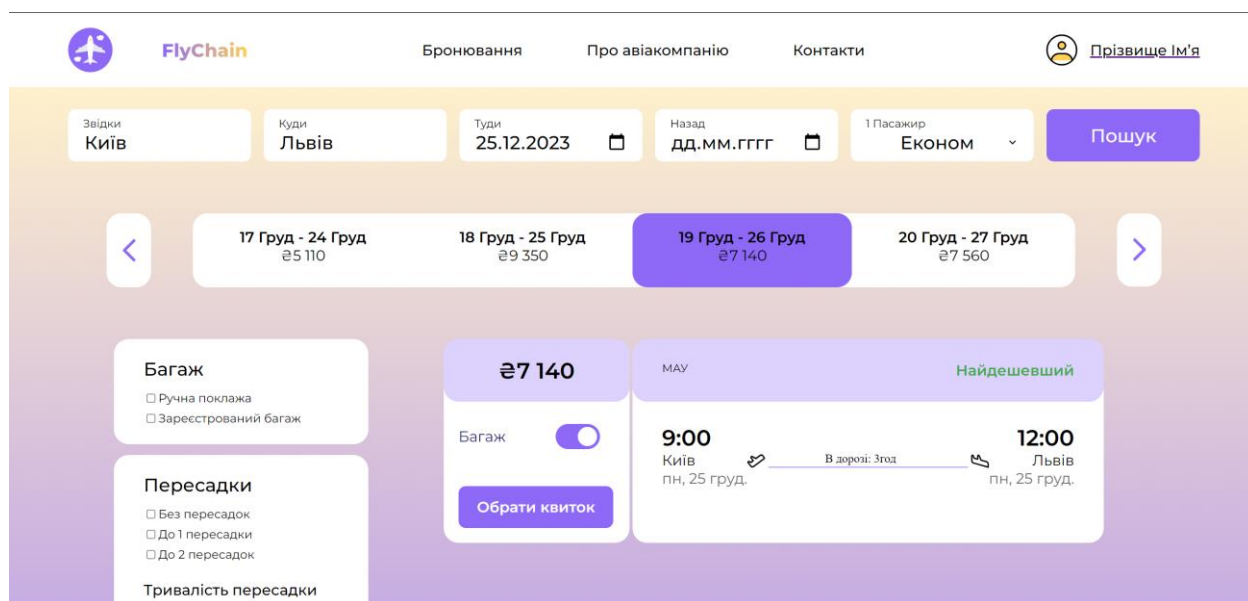 FlyChain
Бронювання
Про авіакомпанію
Контакти
Прізвище Ім’я
Звідки
Київ
Куди
Львів
Туди
25.12.2023
Назад
дд.мм.гггг
1 Пасажир
Економ
Пошук
17 Груд - 24 Груд
₴5 110
18 Груд - 25 Груд
₴9 350
19 Груд - 26 Груд
₴7 140
20 Груд - 27 Груд
₴7 560
Багаж
Ручна поклажа
Зареєстрований багаж
Пересадки
Без пересадок
До 1 пересадки
До 2 пересадок
Тривалість пересадки
₴7 140
Багаж
Обрати квиток
МАУ
Найдешевший
9:00
Київ
пн, 25 груд.
В дорозі: 3год
12:00
Львів
пн, 25 груд.